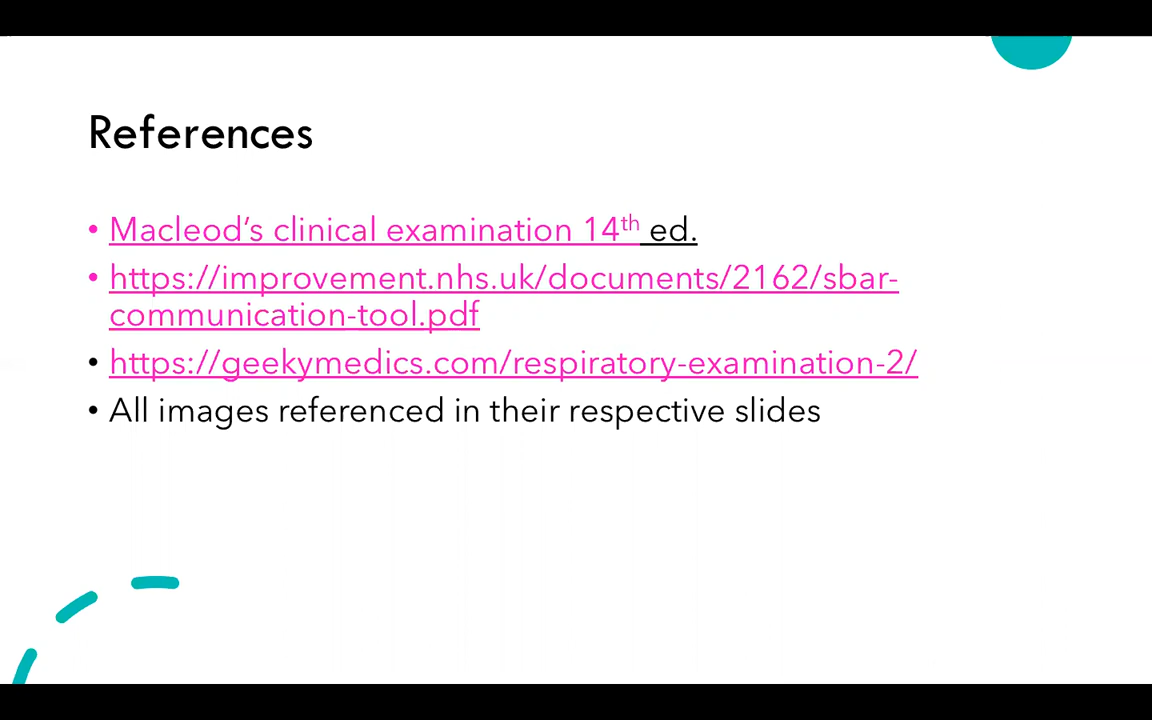 References
• Macleod’s clinical examination 14th ed.
• https://improvement.nhs.uk/documents/2162/sbar-
communication-tool.pdf
• https://geekymedics.com/respiratory-examination-2/
• All images referenced in their respective slides